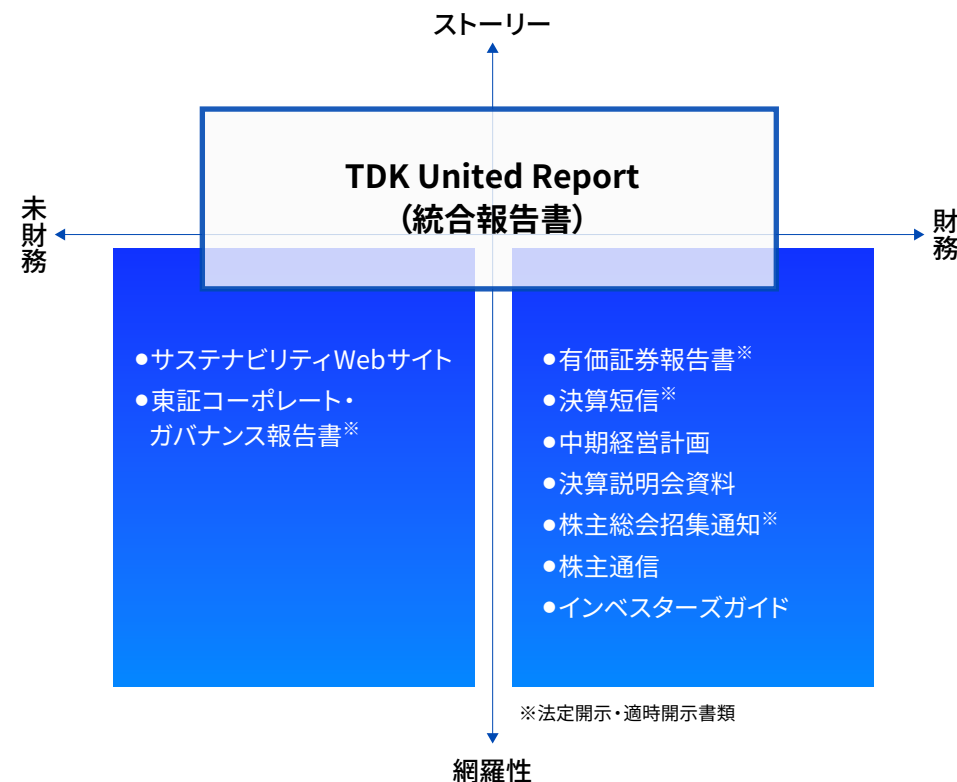 ストーリー
TDK United Report
（統合報告書）
未財務
財務
●サステナビリティWebサイト
●東証コーポレート・
ガバナンス報告書※
●有価証券報告書※
●決算短信※
●中期経営計画
●決算説明会資料
●株主総会招集通知※
●株主通信
●インベスターズガイド
※法定開示・適時開示書類
網羅性